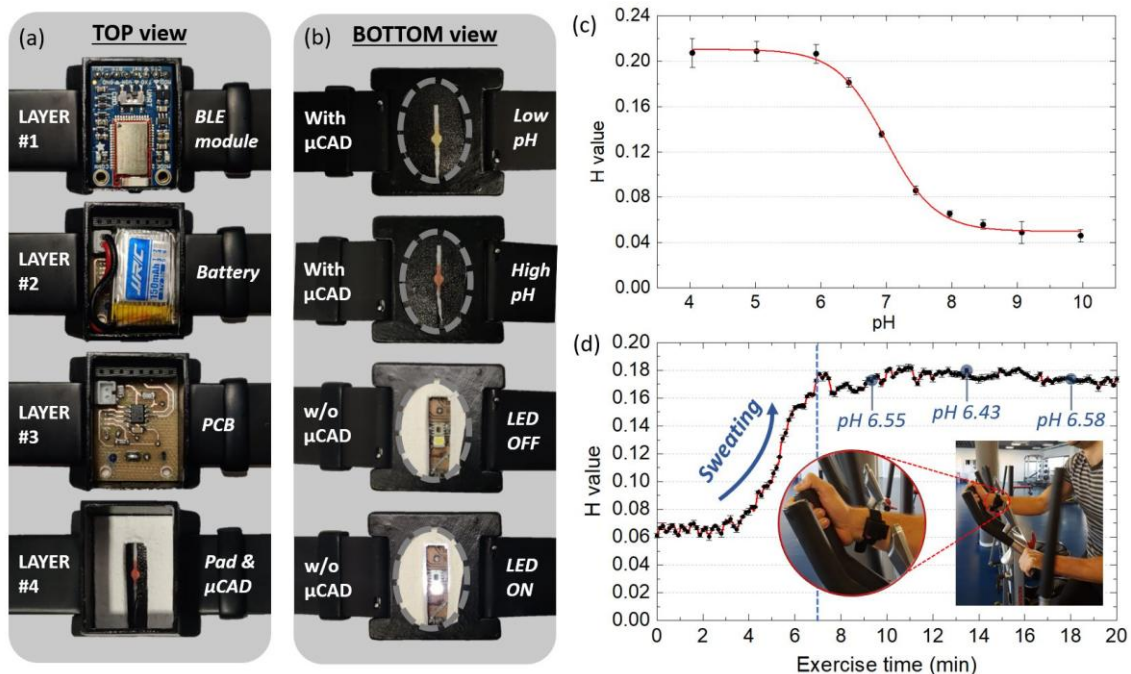 (a) TOP view
LAYER #1
BLE module
LAYER #2
Battery
JJRC
150mAh
LAYER #3
PCB
LAYER #4
Pad & µCAD
(b) BOTTOM view
With µCAD
Low pH
With µCAD
High pH
w/o µCAD
LED OFF
w/o µCAD
LED ON
(c)
0.24
0.20
0.16
0.12
0.08
0.04
0.00
H value
4 5 6 7 8 9 10
pH
(d)
0.20
0.18
0.16
0.14
0.12
0.10
0.08
0.06
0.04
0.02
0.00
H value
Sweating
pH 6.55
pH 6.43
pH 6.58
0 2 4 6 8 10 12 14 16 18 20
Exercise time (min)